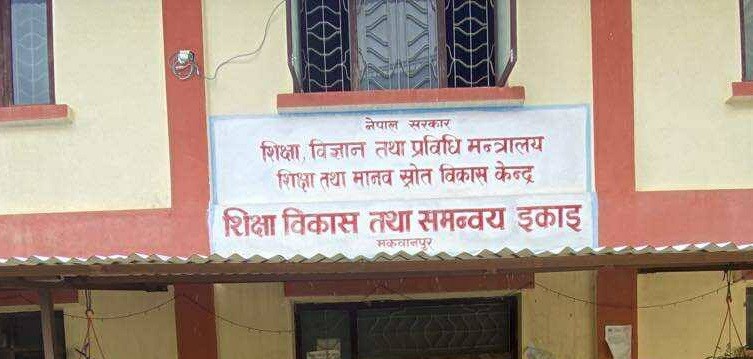 नेपाल सरकार
शिक्षा, विज्ञान तथा प्रविधि मन्त्रालय
शिक्षा तथा मानव स्रोत विकास केन्द्र
शिक्षा विकास तथा समन्वय इकाइ
मकवानपुर